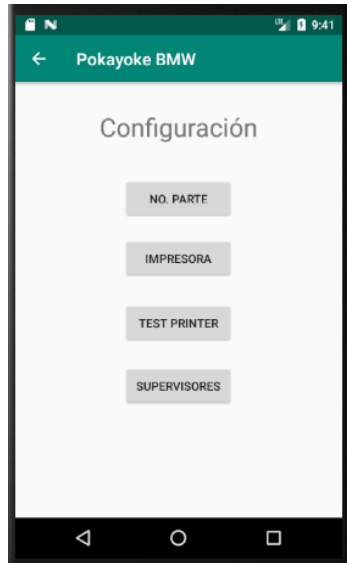 9:41
Pokayoke BMW
Configuración
NO. PARTE
IMPRESORA
TEST PRINTER
SUPERVISORES